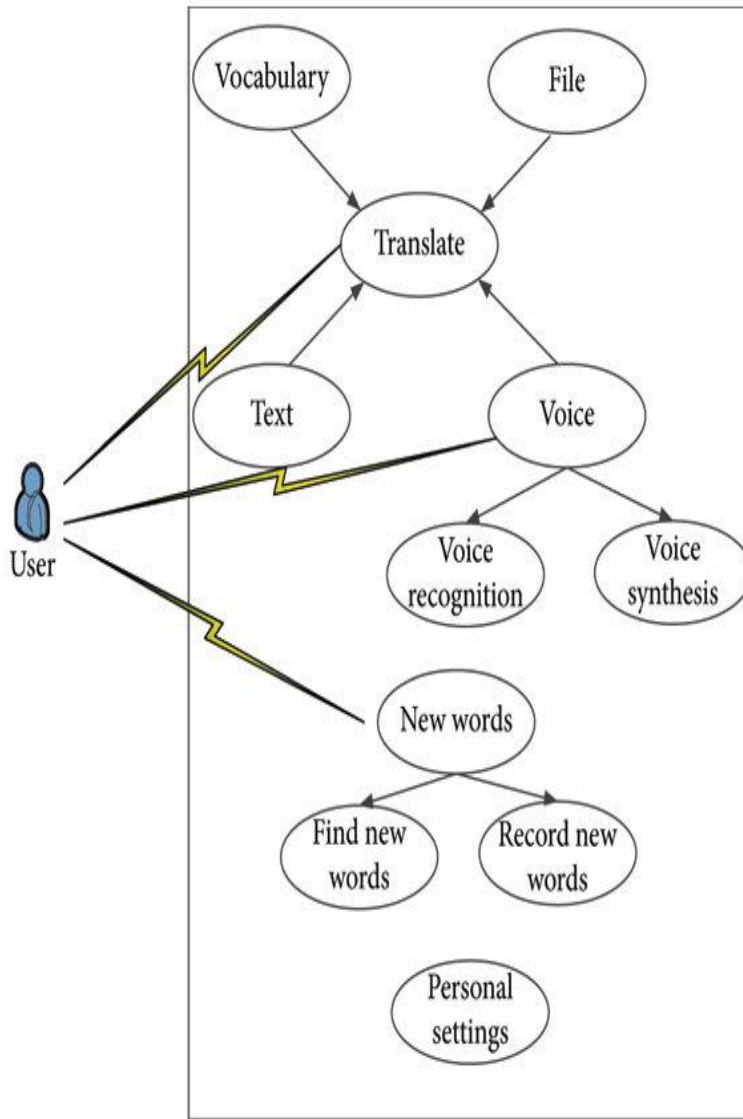 Vocabulary
File
Translate
Text
Voice
User
Voice
recognition
Voice
synthesis
New words
Find new
words
Record new
words
Personal
settings